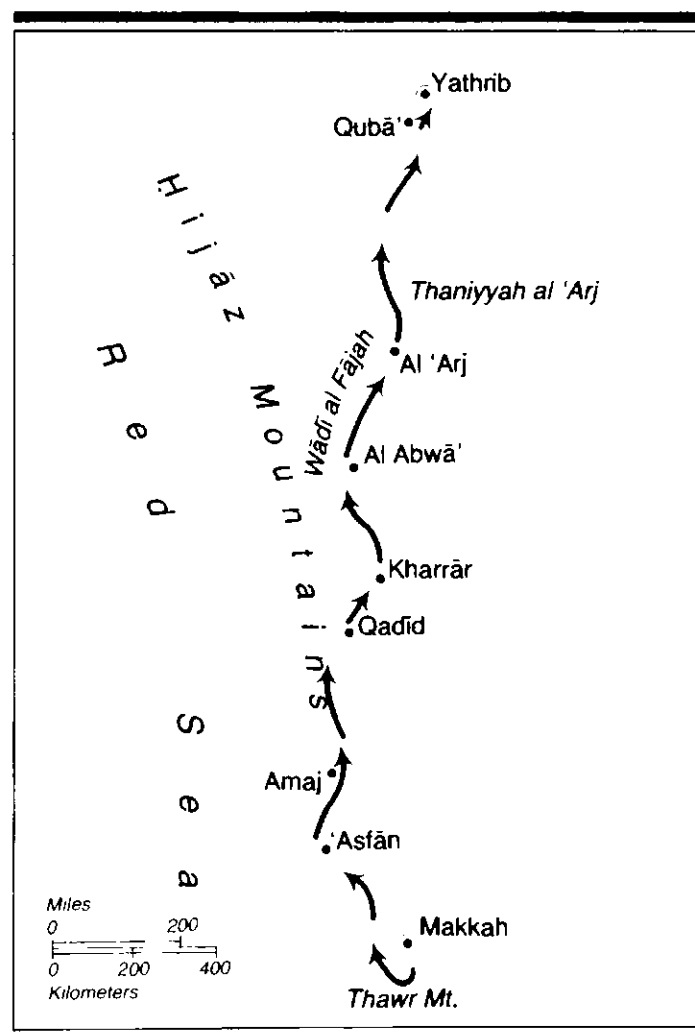 Yathrib
Qubā'
Ḥijāz Mountains
Thaniyyah al ‘Arj
Red Sea
Al ‘Arj
Wādī al Fājah
Al Abwā'
Kharrār
Qadīd
Amaj
‘Asfān
Miles
0 200
0 200 400
Kilometers
Makkah
Thawr Mt.